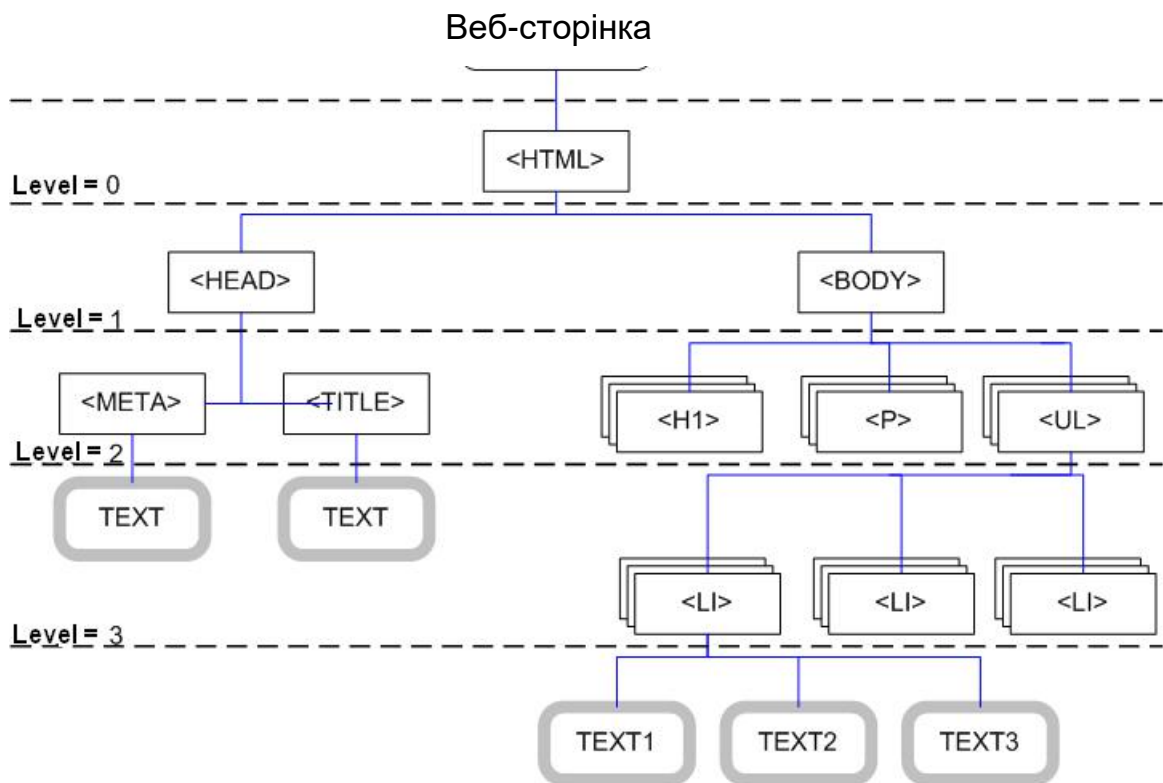 Веб-сторінка
<HTML>
Level = 0
<HEAD> <BODY>
Level = 1
<META> <TITLE> <H1> <P> <UL>
Level = 2
TEXT TEXT
<LI> <LI> <LI>
Level = 3
TEXT1 TEXT2 TEXT3